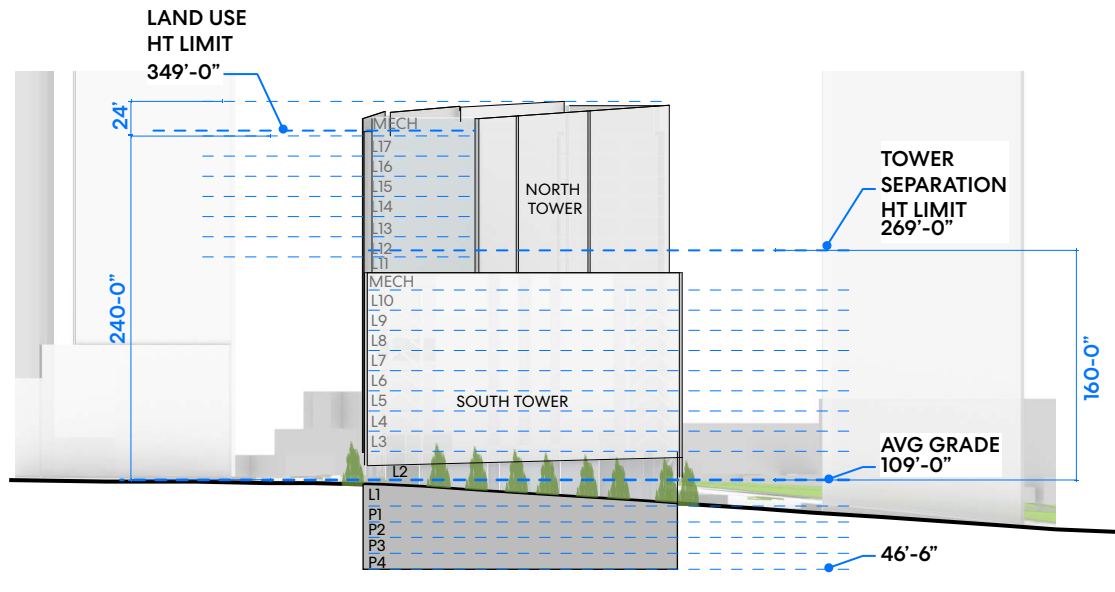 LAND USE
HT LIMIT
349'-0”
24'
MECH
L17
L16
L15
L14
L13
L12
L11
NORTH
TOWER
TOWER
SEPARATION
HT LIMIT
269'-0”
240-0”
MECH
L10
L9
L8
L7
L6
L5
L4
L3
SOUTH TOWER
160-0”
L2
AVG GRADE
109'-0”
L1
P1
P2
P3
P4
46'-6”